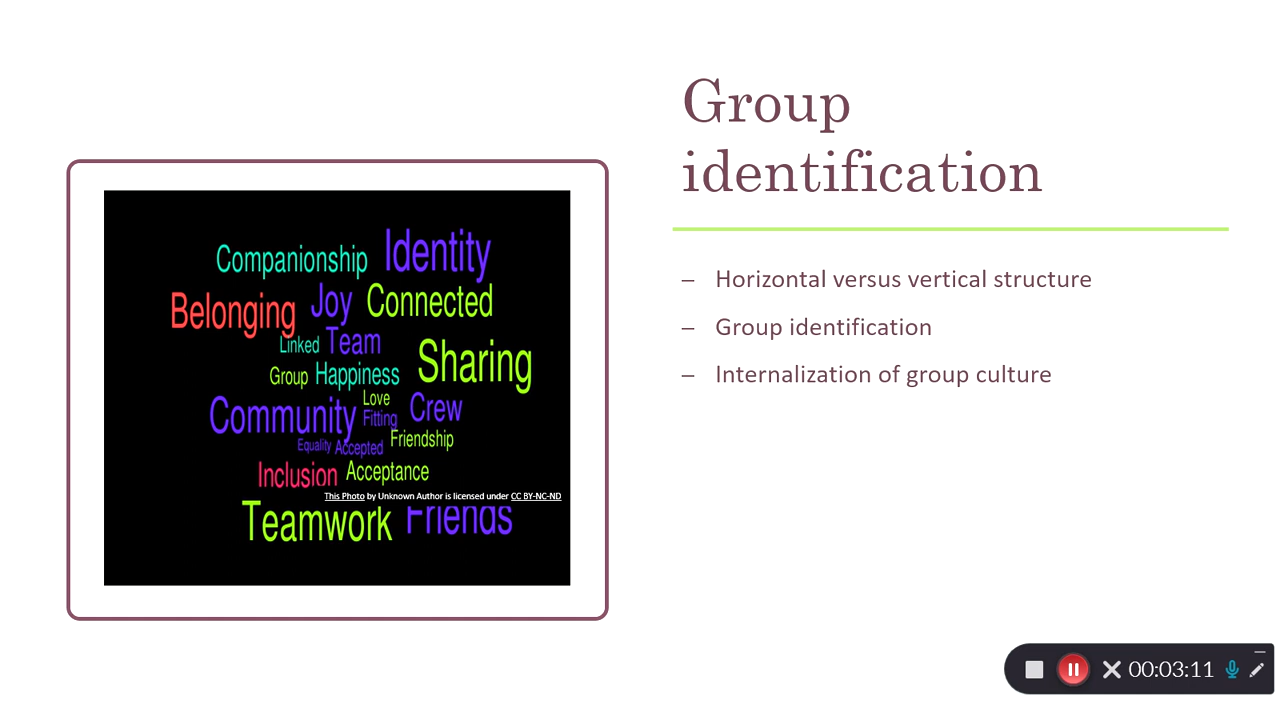 Group
identification
– Horizontal versus vertical structure
– Group identification
– Internalization of group culture
Companionship Identity
Belonging Joy Connected
Linked Team
Sharing
Group Happiness
Love
Community Fitting Crew
Equality Accepted Friendship
Inclusion Acceptance
This Photo by Unknown Author is licensed under CC BY-NC-ND
Teamwork Friends
00:03:11